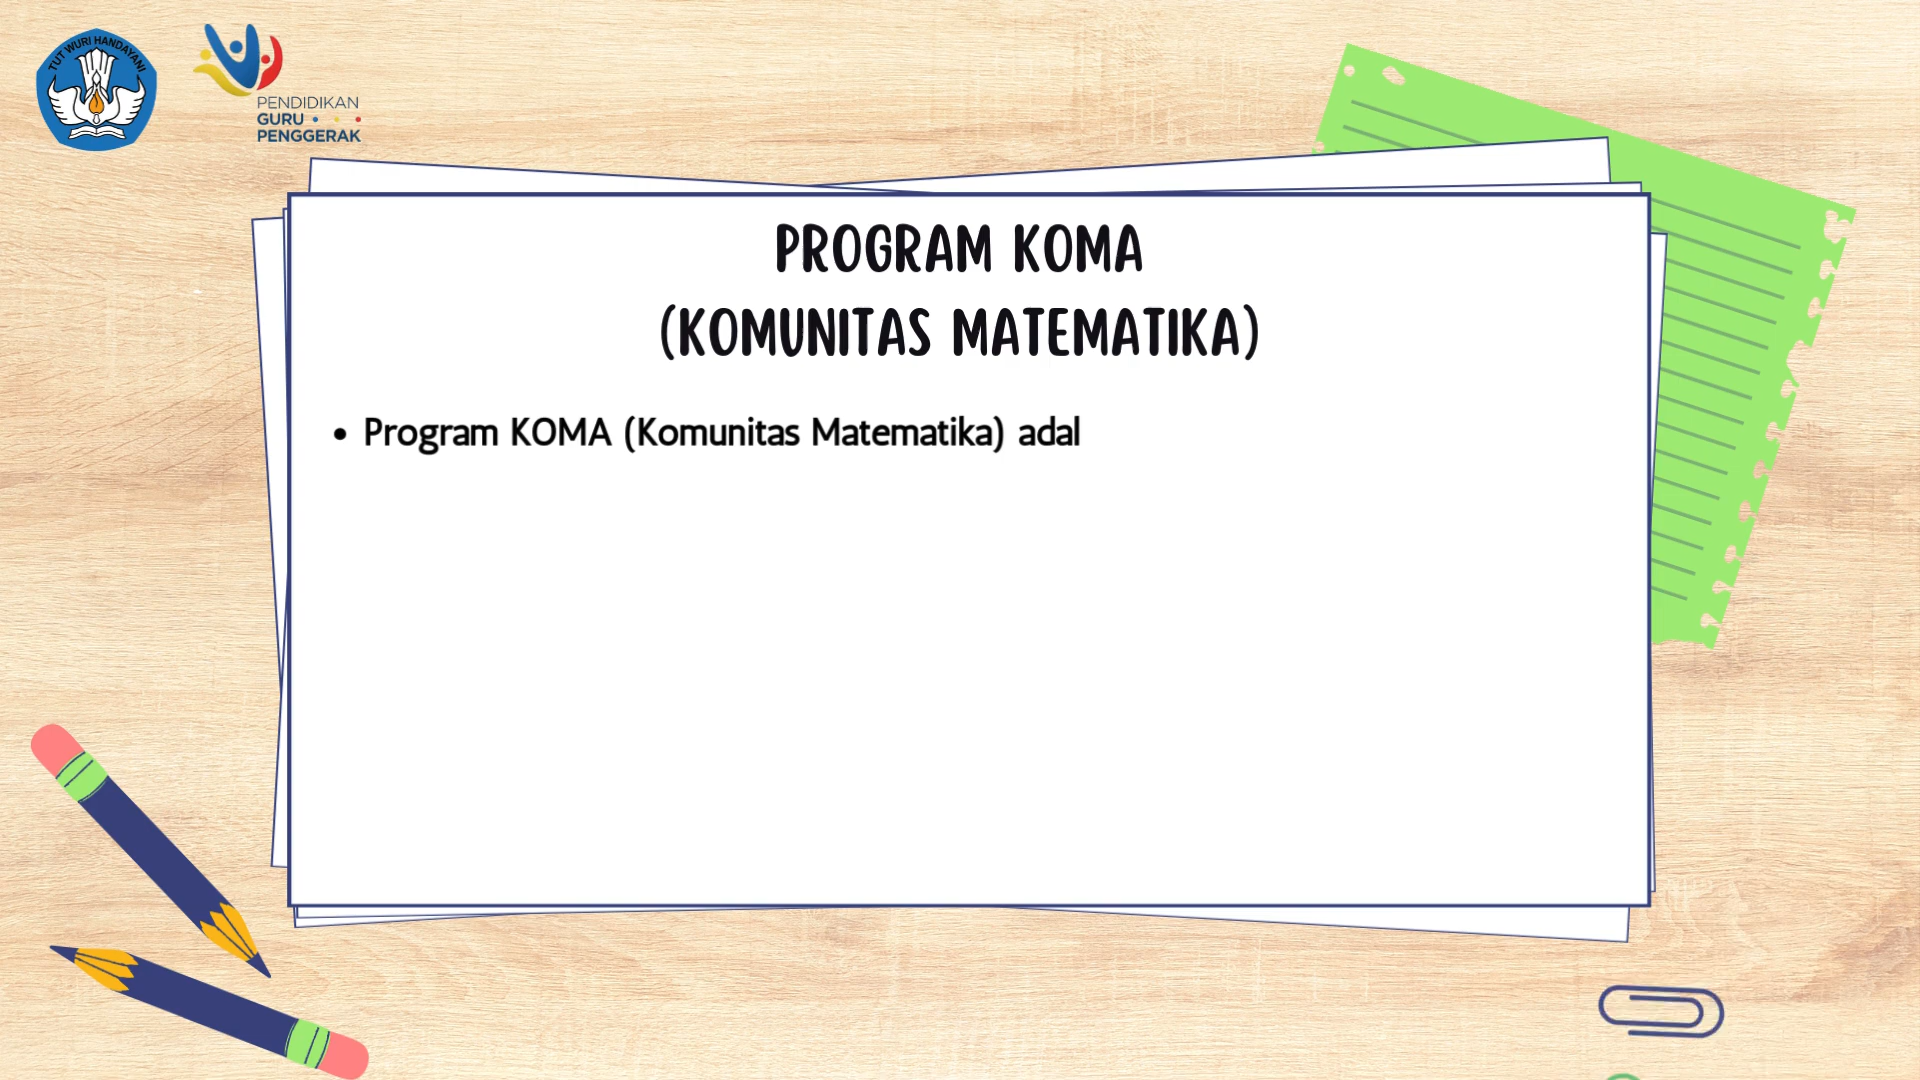 TUT WURI HANDAYANI
PENDIDIKAN
GURU
PENGGERAK
PROGRAM KOMA
(KOMUNITAS MATEMATIKA)
• Program KOMA (Komunitas Matematika) adal